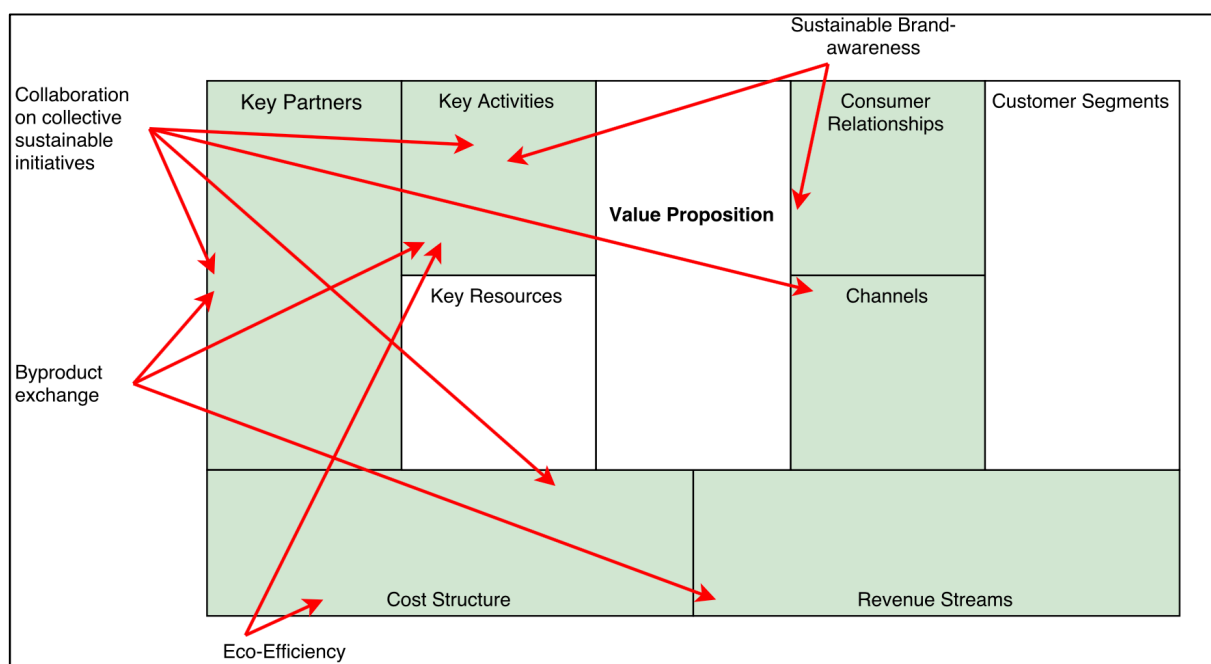 Sustainable Brand-
awareness
Collaboration
on collective
sustainable
initiatives
Key Partners
Key Activities
Consumer
Relationships
Customer Segments
Value Proposition
Key Resources
Channels
Byproduct
exchange
Cost Structure
Revenue Streams
Eco-Efficiency